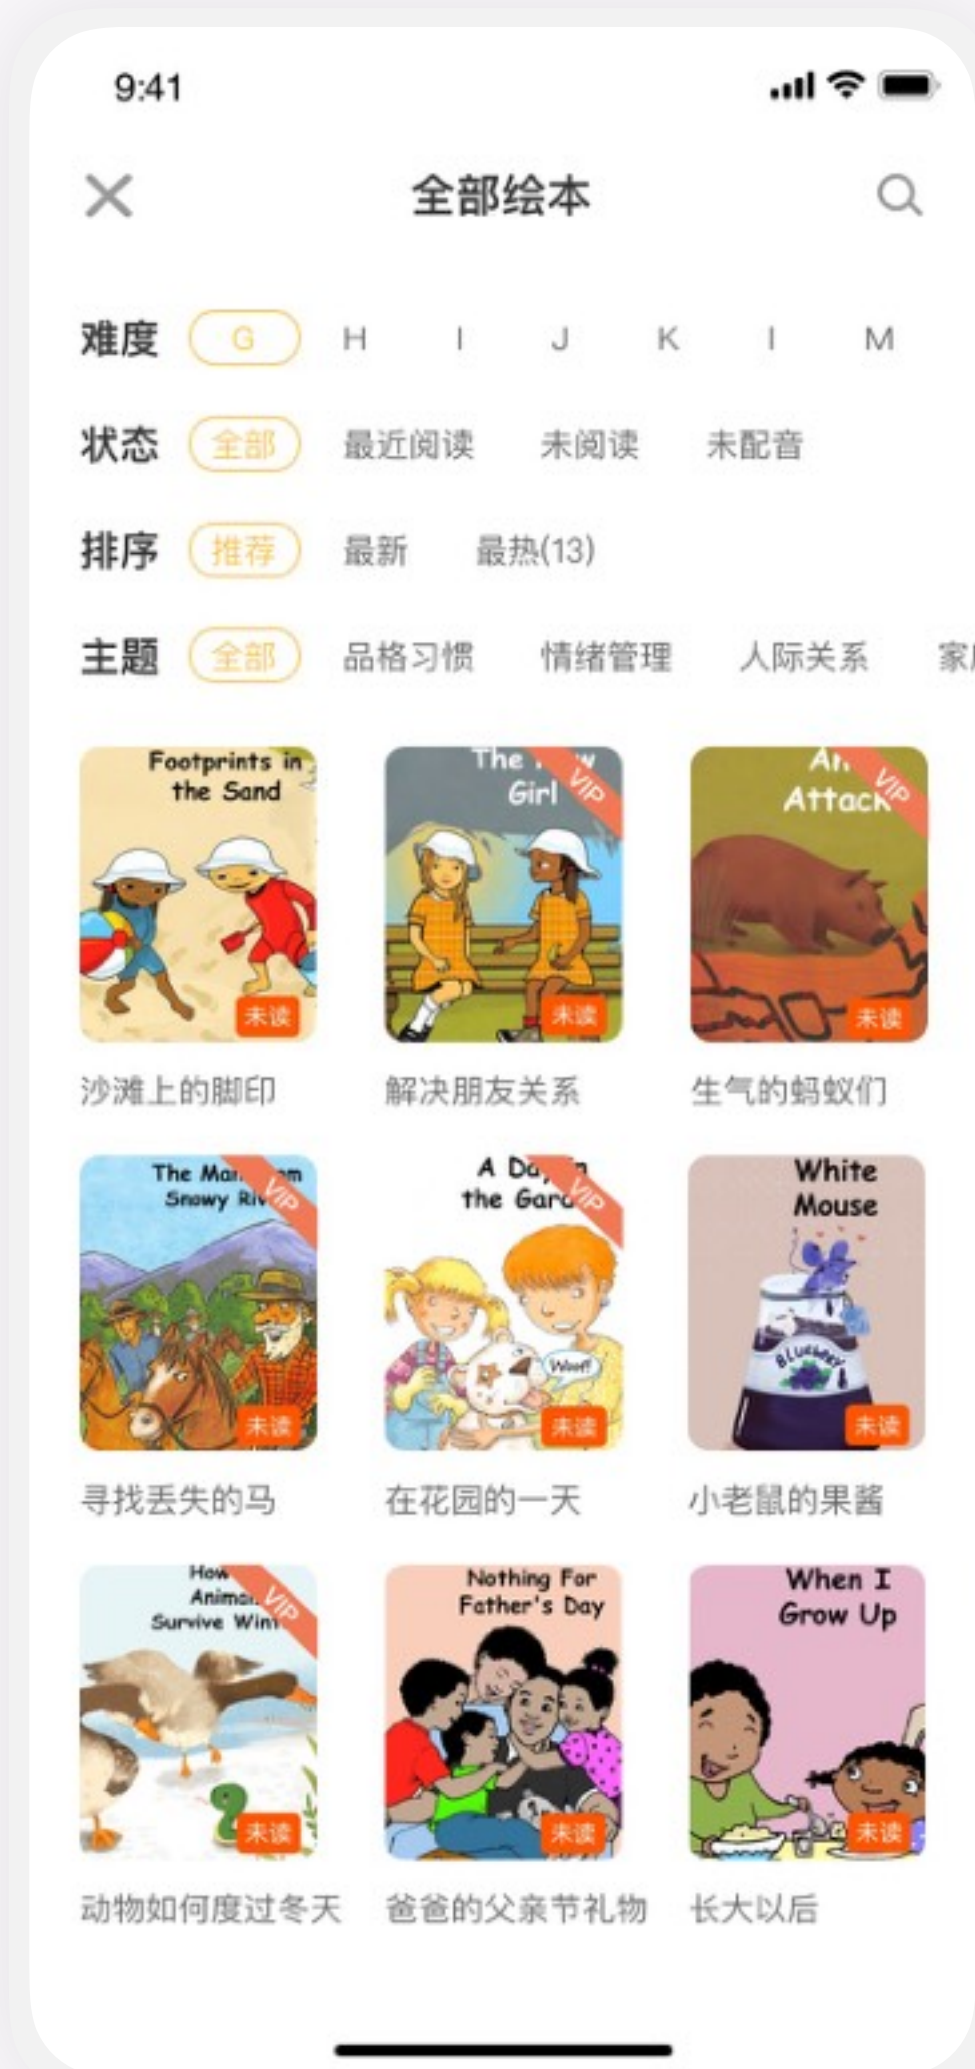 9:41
全部绘本
难度 G H I J K I M
状态 全部 最近阅读 未阅读 未配音
排序 推荐 最新 最热(13)
主题 全部 品格习惯 情绪管理 人际关系
Footprints in
the Sand
未读
The
Girl
VIP
未读
Attack
VIP
未读
沙滩上的脚印 解决朋友关系 生气的蚂蚁们
The
Snowy
VIP
未读
A
the
VIP
Woof!
未读
White
Mouse
BLUEBERRY
未读
寻找丢失的马 在花园的一天 小老鼠的果酱
How
Survive
VIP
未读
Nothing For
Father's Day
未读
When I
Grow Up
未读
动物如何度过冬天 爸爸的父亲节礼物 长大以后